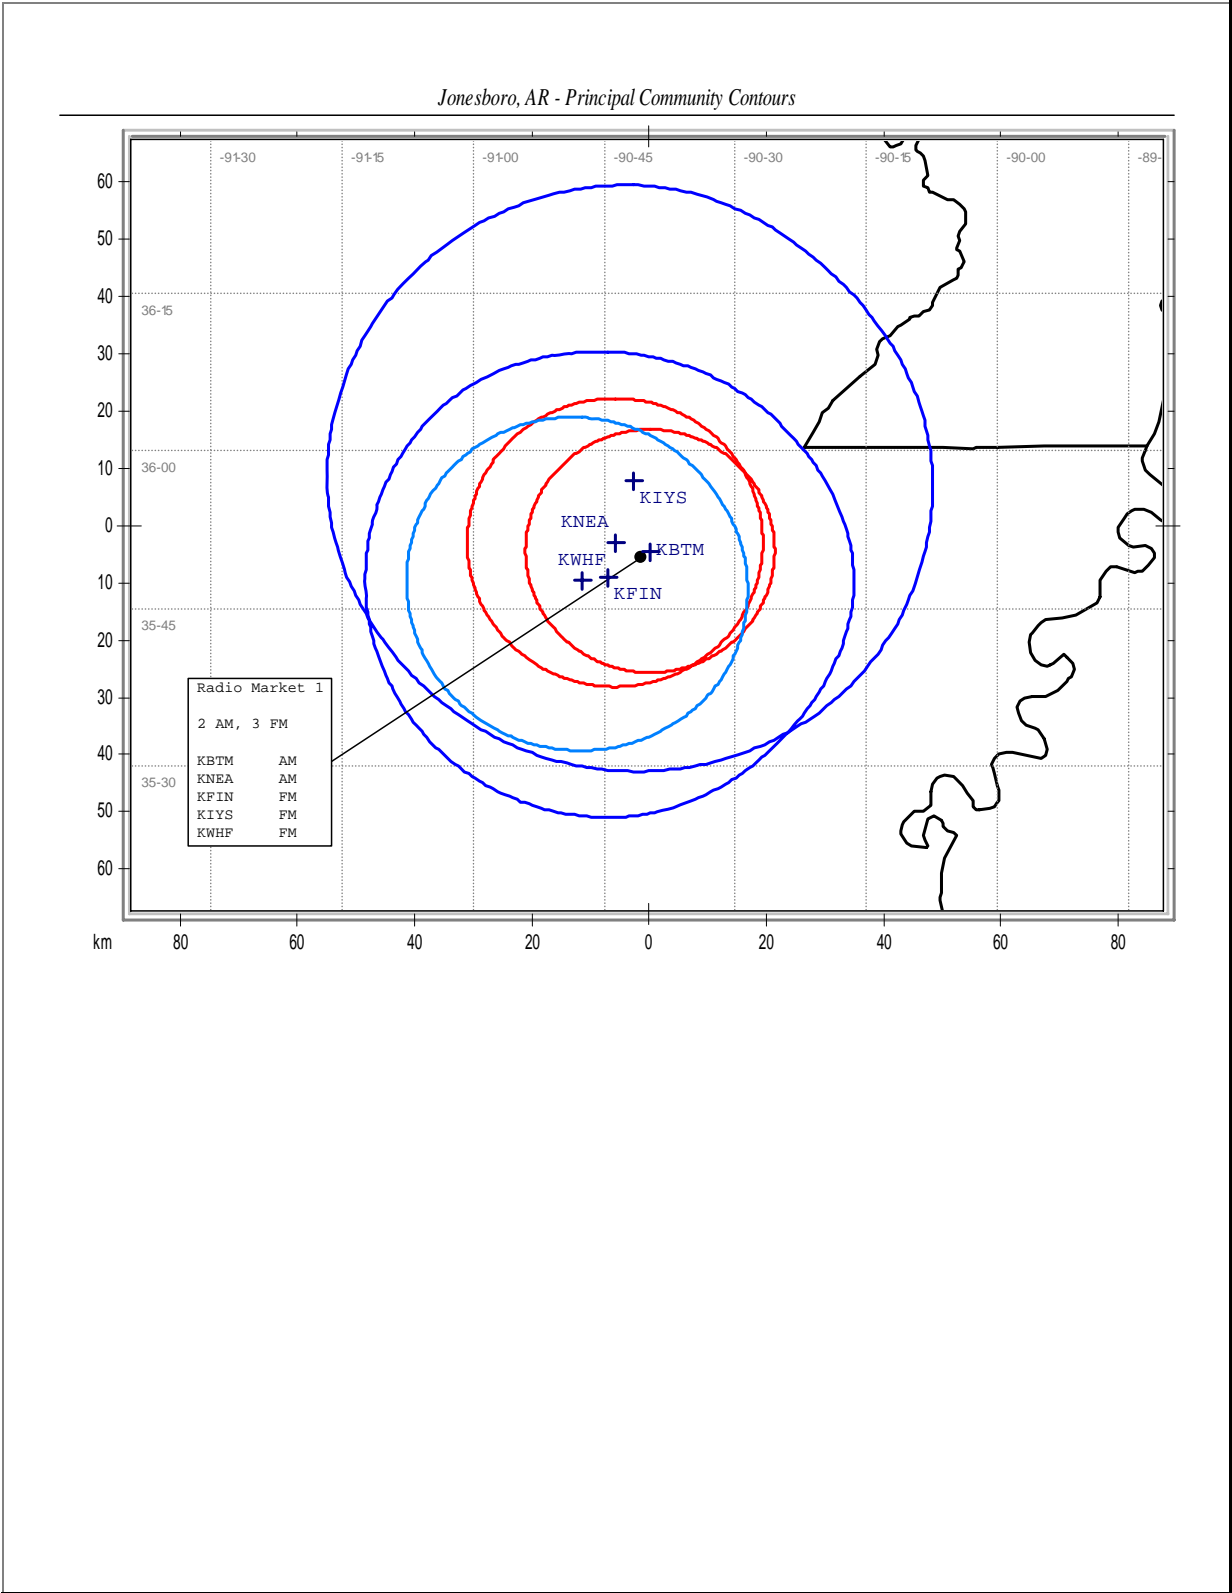 Jonesboro, AR - Principal Community Contours
-91-30 -91-15 -91-00 -90-45 -90-30 -90-15 -90-00 -89-
60
50
40
36-15
30
20
10
36-00
KIYS
KNEA
0
KBTM
KWHF
10
KFIN
35-45
20
30
Radio Market 1
2 AM, 3 FM
40
KBTM AM
35-30
KNEA AM
KFIN FM
50
KIYS FM
KWHF FM
60
km 80 60 40 20 0 20 40 60 80